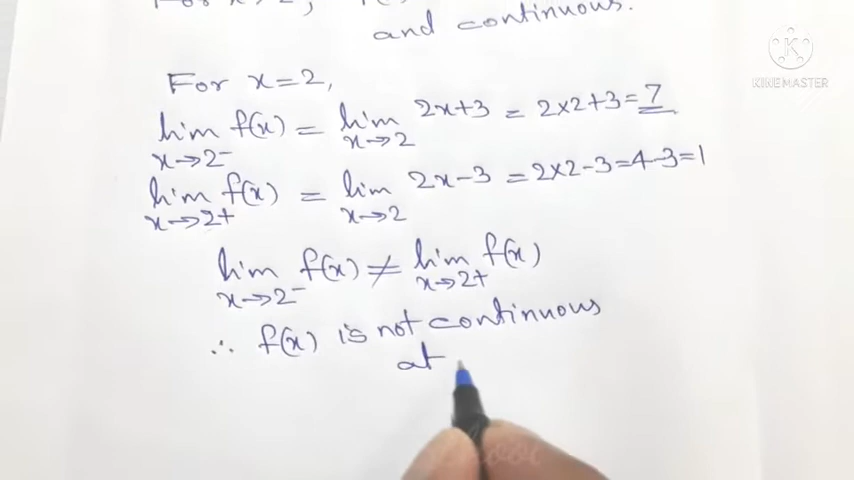 and continuous.
KINEMASTER
For x=2,
lim x→2- f(x) = lim x→2 2x+3 = 2×2+3=7
lim x→2+ f(x) = lim x→2 2x-3 = 2×2-3=4-3=1
lim x→2- f(x) ≠ lim x→2+ f(x)
∴ f(x) is not continuous
at